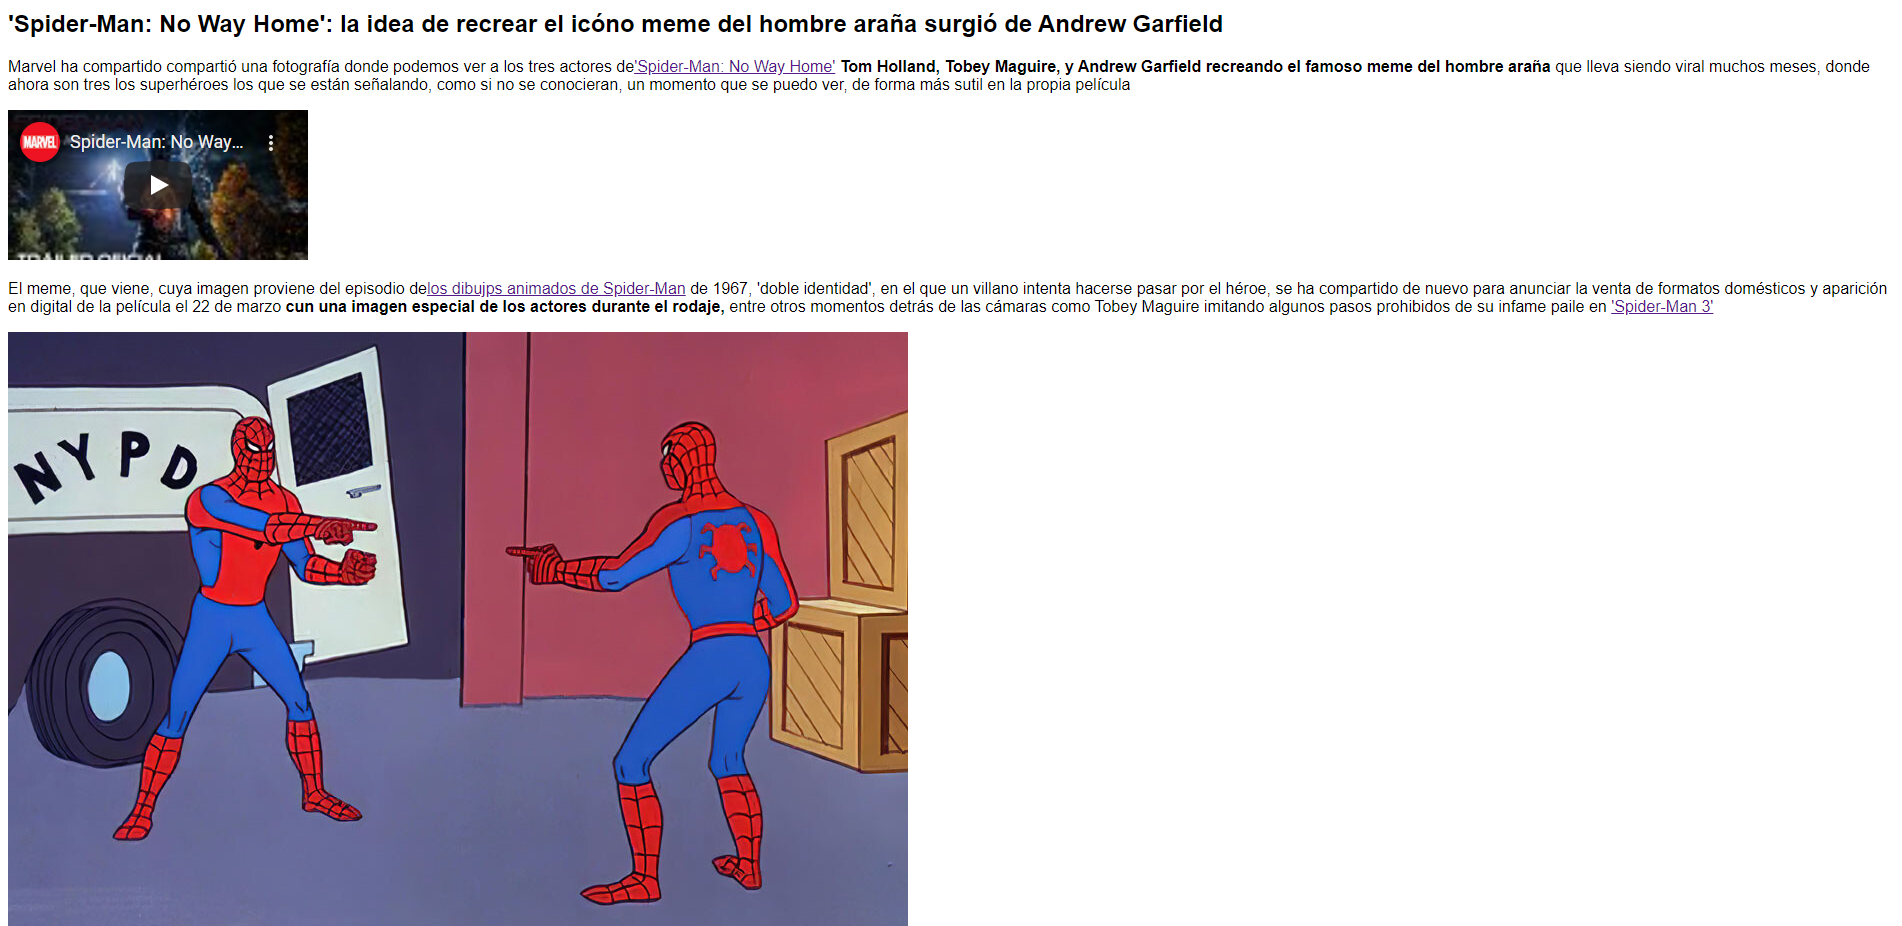 'Spider-Man: No Way Home': la idea de recrear el icóno meme del hombre araña surgió de Andrew Garfield
Marvel ha compartido compartió una fotografía donde podemos ver a los tres actores de'Spider-Man: No Way Home' Tom Holland, Tobey Maguire, y Andrew Garfield recreando el famoso meme del hombre araña que lleva siendo viral muchos meses, donde
ahora son tres los superhéroes los que se están señalando, como si no se conocieran, un momento que se puedo ver, de forma más sutil en la propia película
SPIDER-MAN
MARVEL Spider-Man: No Way...
TRÁILER OFICIAL
El meme, que viene, cuya imagen proviene del episodio delos dibujps animados de Spider-Man de 1967, 'doble identidad', en el que un villano intenta hacerse pasar por el héroe, se ha compartido de nuevo para anunciar la venta de formatos domésticos y aparición
en digital de la película el 22 de marzo cun una imagen especial de los actores durante el rodaje, entre otros momentos detrás de las cámaras como Tobey Maguire imitando algunos pasos prohibidos de su infame paile en 'Spider-Man 3'
NYPD